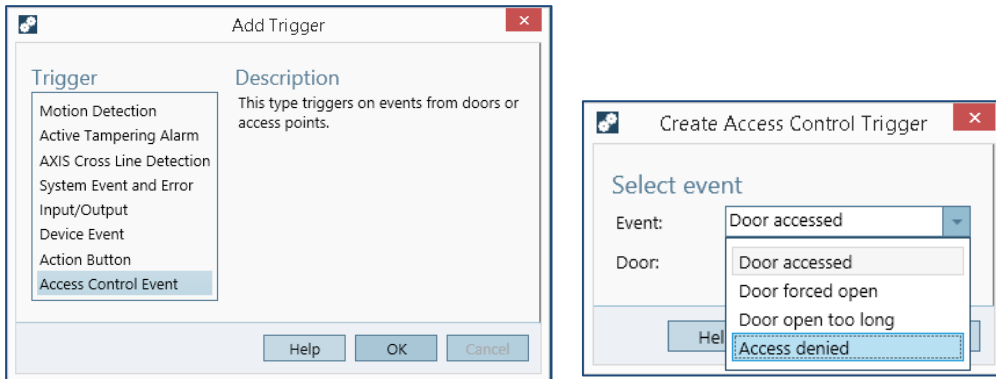 Add Trigger
Trigger
Motion Detection
Active Tampering Alarm
AXIS Cross Line Detection
System Event and Error
Input/Output
Device Event
Action Button
Access Control Event
Description
This type triggers on events from doors or
access points.
Help OK Cancel
Create Access Control Trigger
Select event
Event: Door accessed
Door:
Door accessed
Door forced open
Door open too long
Access denied
Hel